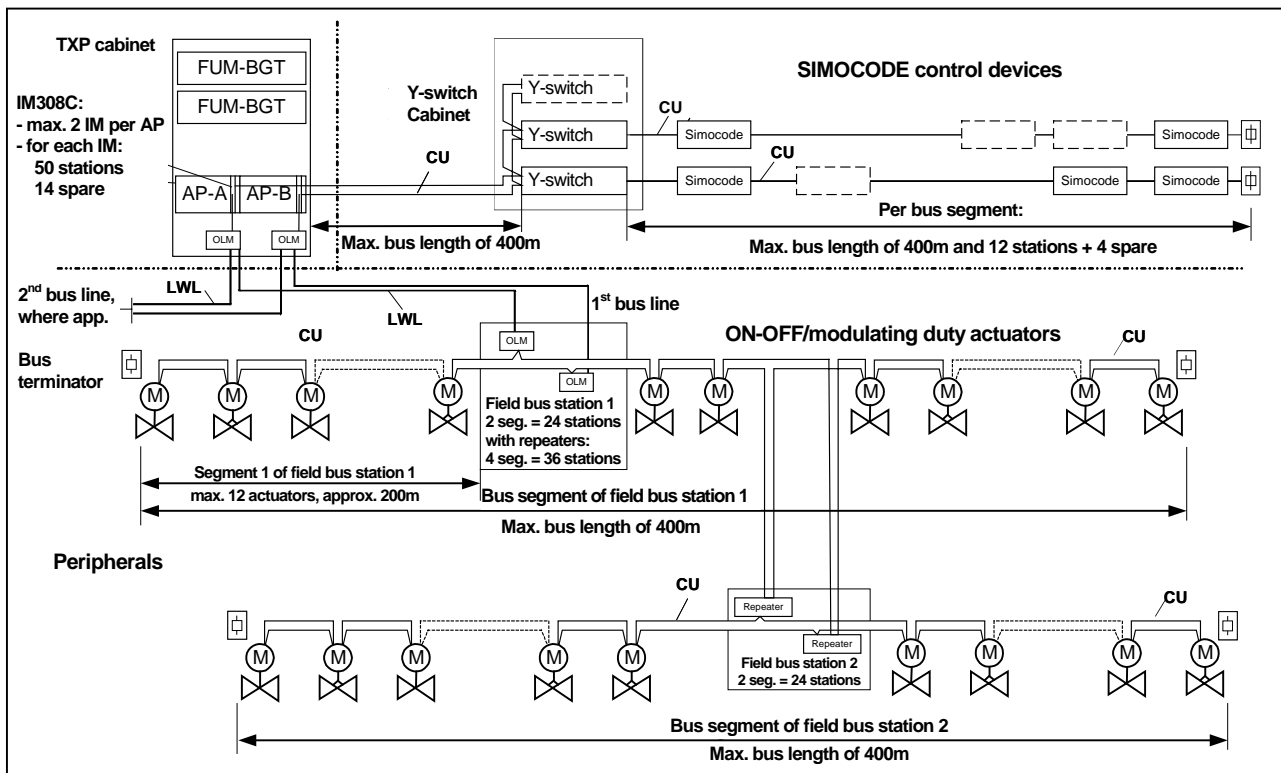 TXP cabinet
FUM-BGT
FUM-BGT
IM308C:
- max. 2 IM per AP
- for each IM:
50 stations
14 spare
AP-A
AP-B
OLM
OLM
Y-switch
Cabinet
CU
Y-switch
Y-switch
Y-switch
SIMOCODE control devices
CU
Simocode
Simocode
CU
Simocode
Simocode
Simocode
Max. bus length of 400m
Per bus segment:
Max. bus length of 400m and 12 stations + 4 spare
2nd bus line,
where app.
LWL
LWL
1st bus line
CU
OLM
ON-OFF/modulating duty actuators
CU
Bus
terminator
OLM
M
M
M
M
M
M
M
M
M
M
Field bus station 1
2 seg. = 24 stations
with repeaters:
4 seg. = 36 stations
Segment 1 of field bus station 1
max. 12 actuators, approx. 200m
Bus segment of field bus station 1
Max. bus length of 400m
Peripherals
CU
Repeater
CU
Repeater
M
M
M
M
M
M
M
M
M
Field bus station 2
2 seg. = 24 stations
Bus segment of field bus station 2
Max. bus length of 400m